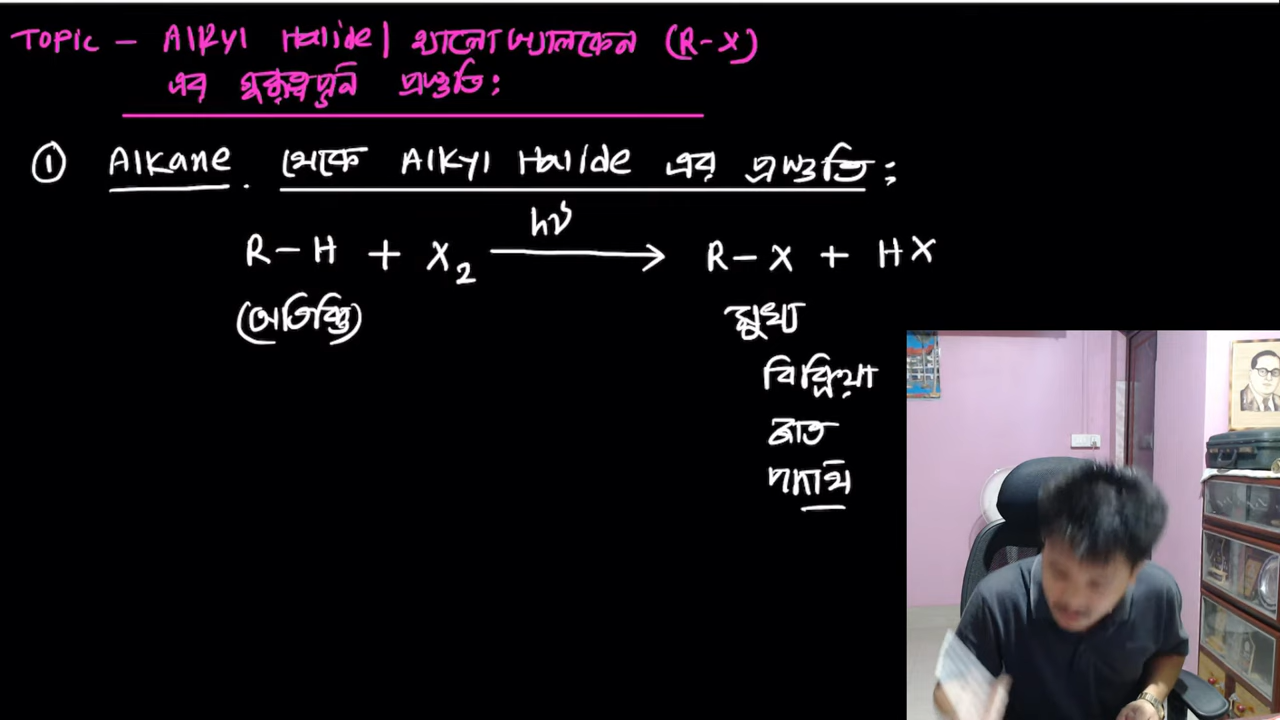 TOPIC – Alkyl Halide | হ্যালো অ্যালকেন (R-X)
এর গুরুত্বপূর্ণ প্রস্তুতি:
① Alkane. থেকে Alkyl Halide এর প্রস্তুতি:
R – H + X₂ hν → R – X + HX
(অতিরিক্ত) মুখ্য
বিক্রিয়া
জাত
পদার্থ